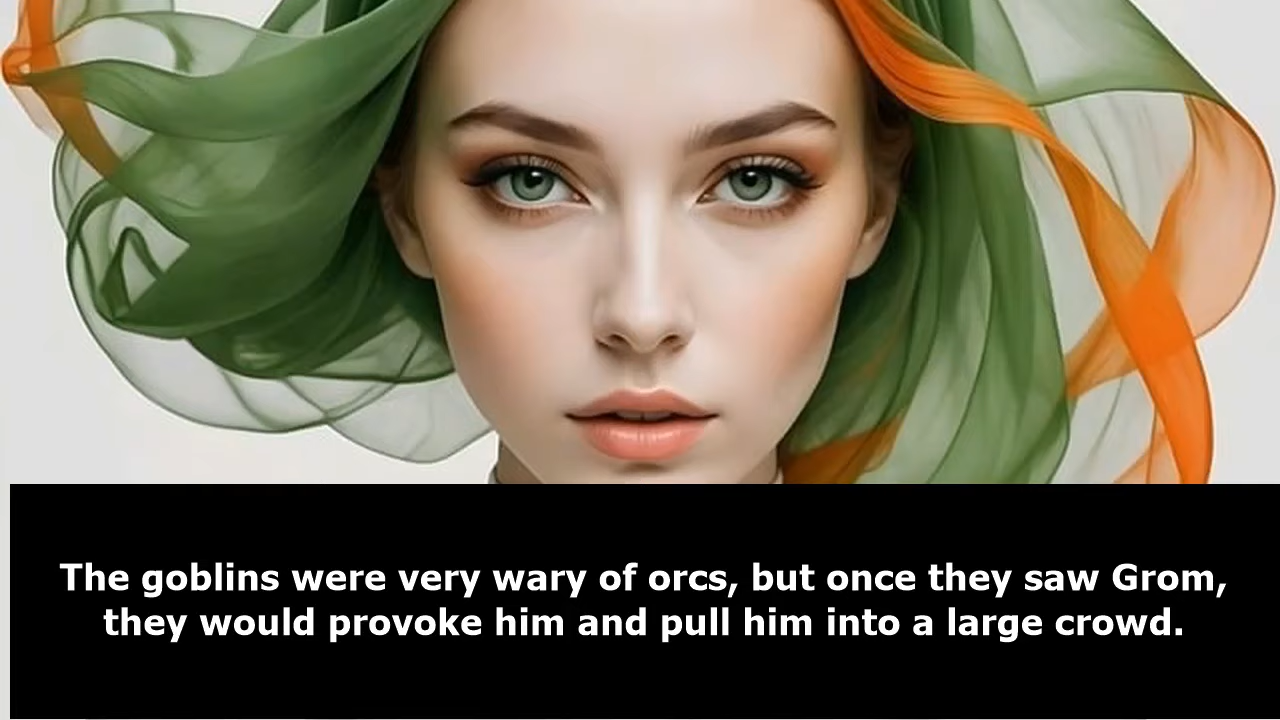 The goblins were very wary of orcs, but once they saw Grom,
they would provoke him and pull him into a large crowd.